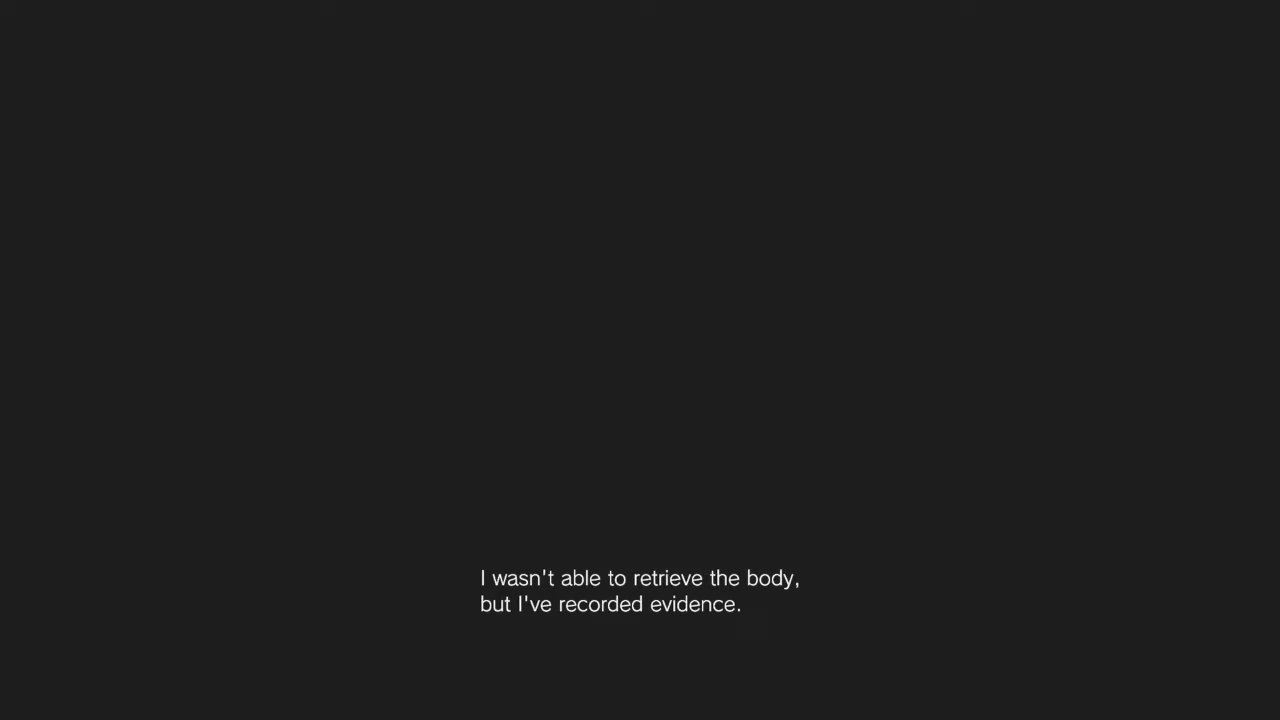 I wasn't able to retrieve the body,
but I've recorded evidence.